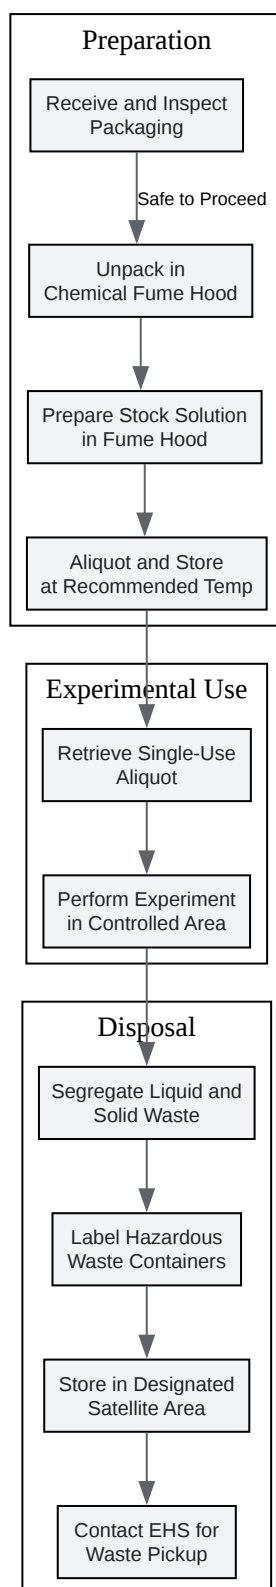 Preparation
Receive and Inspect
Packaging
Safe to Proceed
Unpack in
Chemical Fume Hood
Prepare Stock Solution
in Fume Hood
Aliquot and Store
at Recommended Temp
Experimental Use
Retrieve Single-Use
Aliquot
Perform Experiment
in Controlled Area
Disposal
Segregate Liquid and
Solid Waste
Label Hazardous
Waste Containers
Store in Designated
Satellite Area
Contact EHS for
Waste Pickup